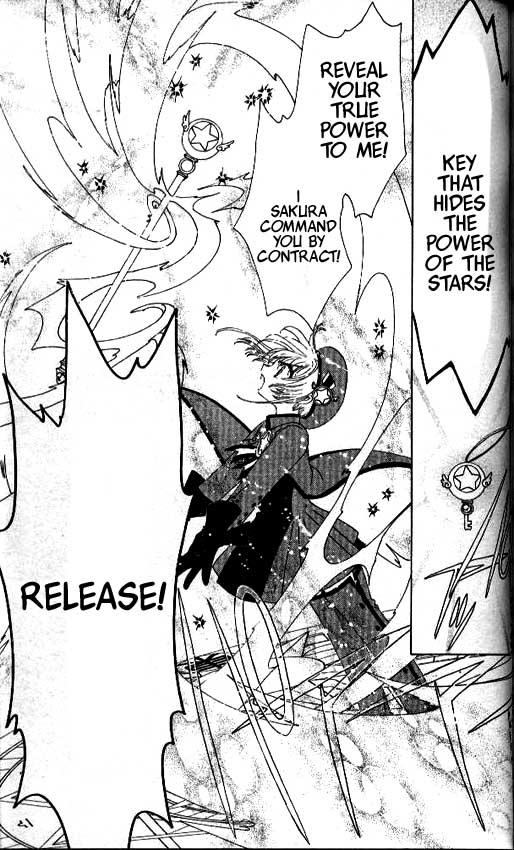 KEY
THAT
HIDES
THE
POWER
OF THE
STARS!
REVEAL
YOUR
TRUE
POWER
TO ME!
I
SAKURA
COMMAND
YOU BY
CONTRACT!
RELEASE!